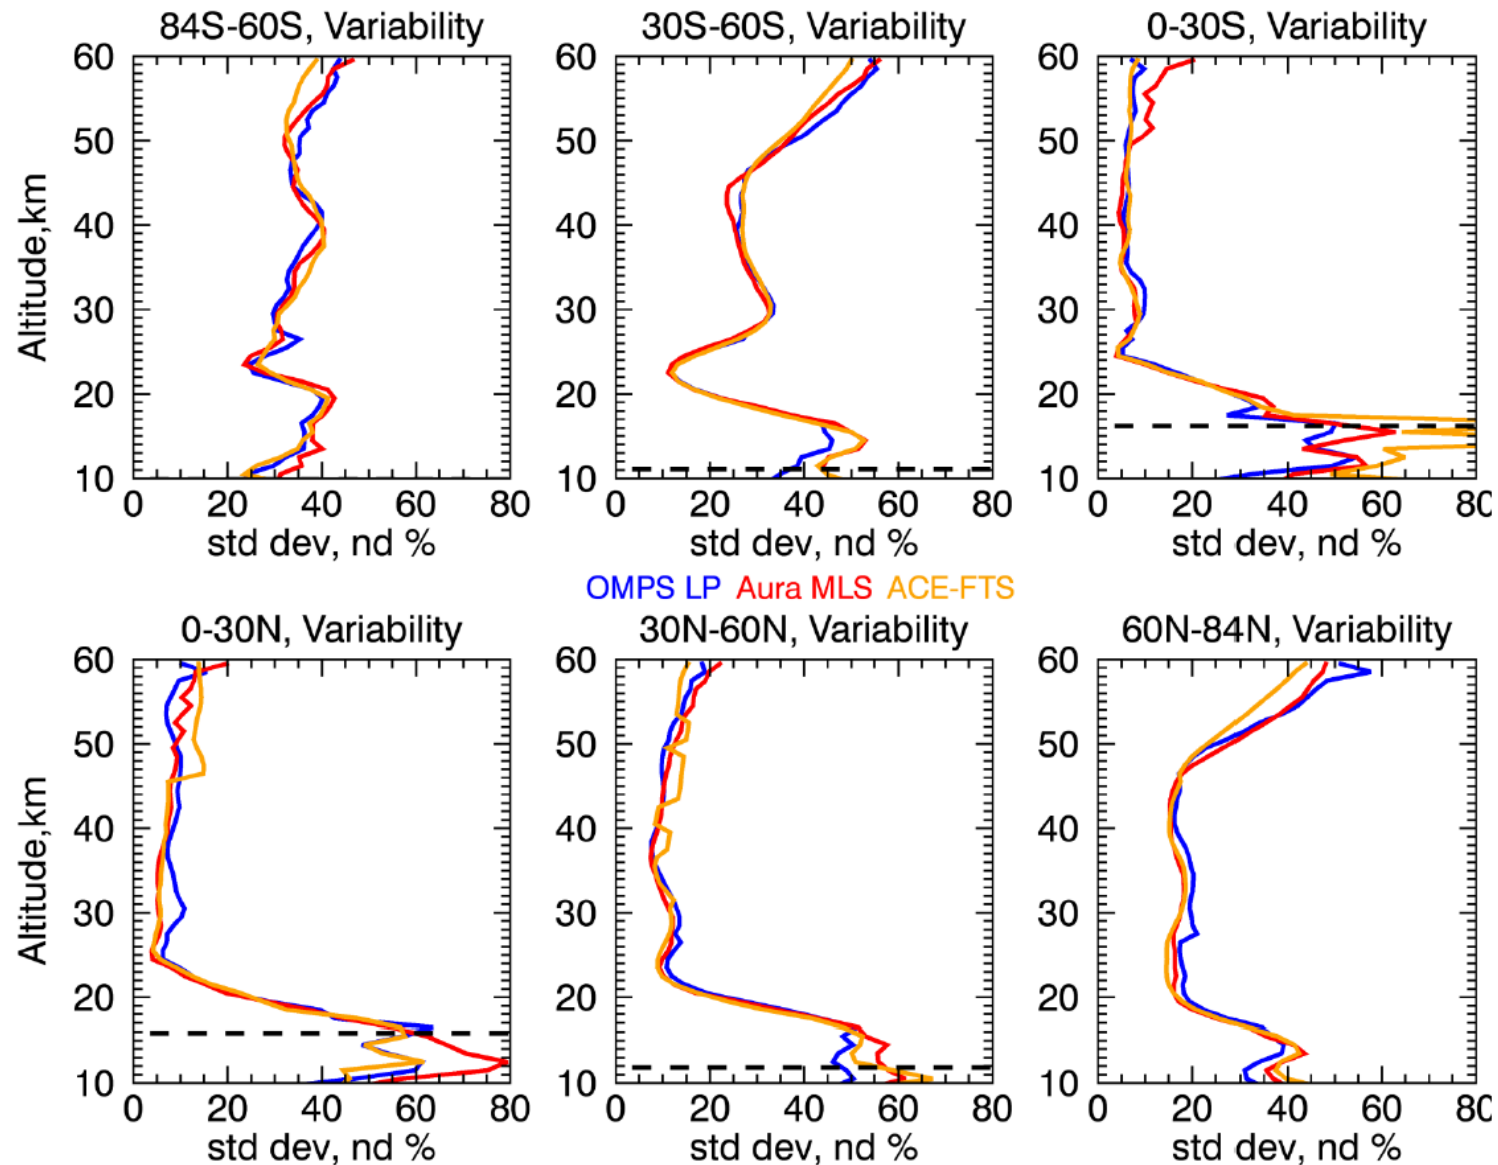 84S-60S, Variability 30S-60S, Variability 0-30S, Variability
60 60 60
50 50 50
40 40 40
30 30 30
20 20 20
10 10 10
Altitude,km
0 20 40 60 80 0 20 40 60 80 0 20 40 60 80
std dev, nd % std dev, nd % std dev, nd %
OMPS LP Aura MLS ACE-FTS
0-30N, Variability 30N-60N, Variability 60N-84N, Variability
60 60 60
50 50 50
40 40 40
30 30 30
20 20 20
10 10 10
Altitude,km
0 20 40 60 80 0 20 40 60 80 0 20 40 60 80
std dev, nd % std dev, nd % std dev, nd %